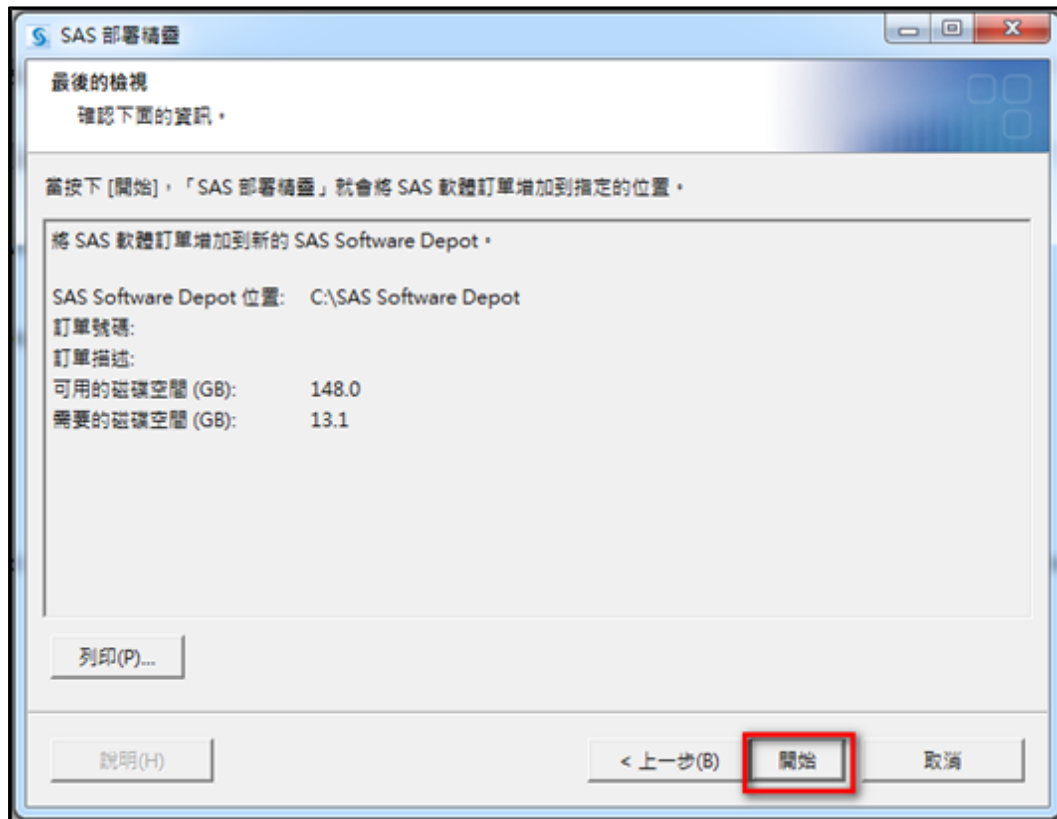 SAS 部署精靈
最後的檢視
確認下面的資訊。
當按下 [開始]，「SAS 部署精靈」就會將 SAS 軟體訂單增加到指定的位置。
將 SAS 軟體訂單增加到新的 SAS Software Depot。
SAS Software Depot 位置: C:\SAS Software Depot
訂單號碼:
訂單描述:
可用的磁碟空間 (GB): 148.0
需要的磁碟空間 (GB): 13.1
列印(P)...
說明(H) < 上一步(B) 開始 取消